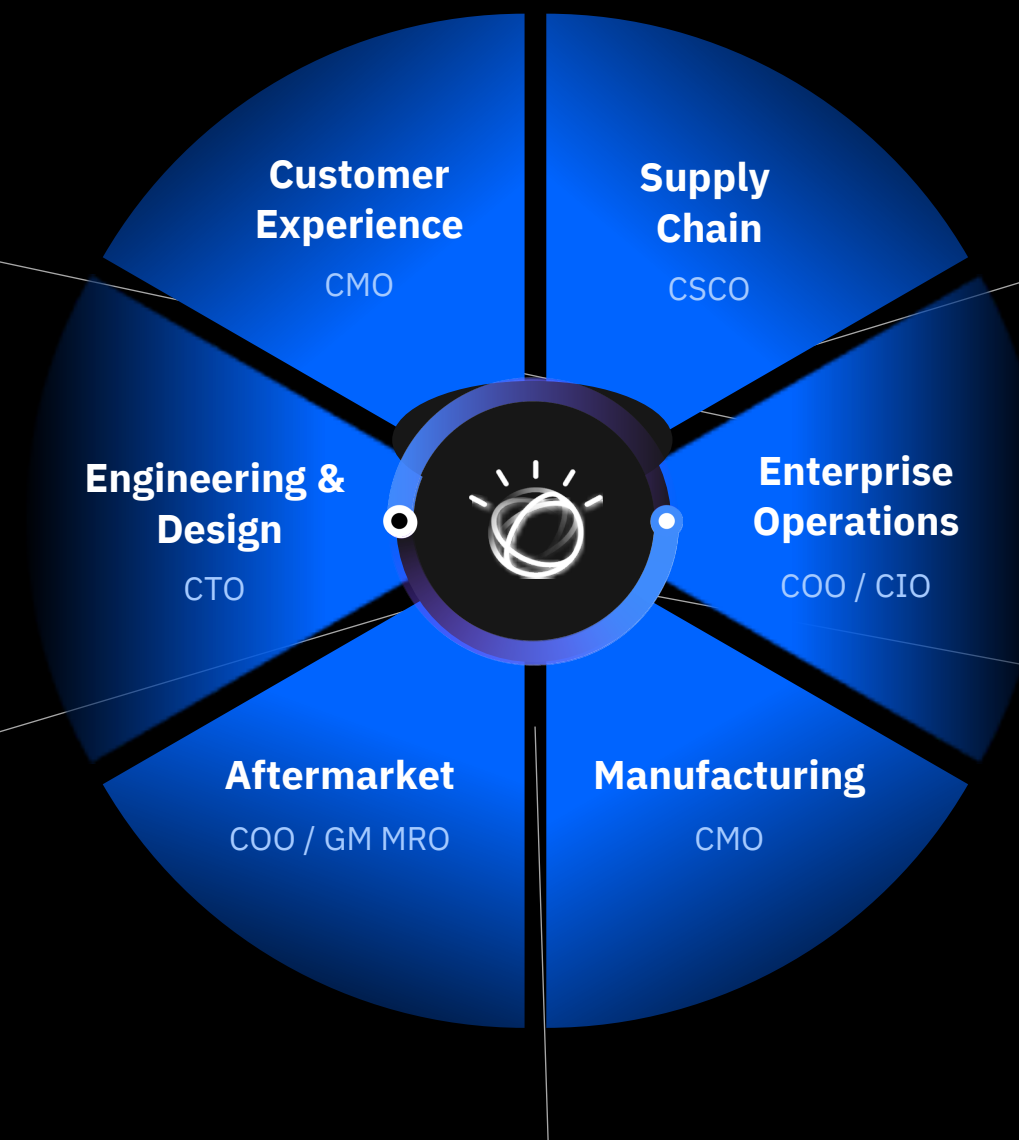 Customer
Experience
CMO
Supply
Chain
CSCO
Engineering &
Design
CTO
Enterprise
Operations
COO / CIO
Aftermarket
COO / GM MRO
Manufacturing
CMO